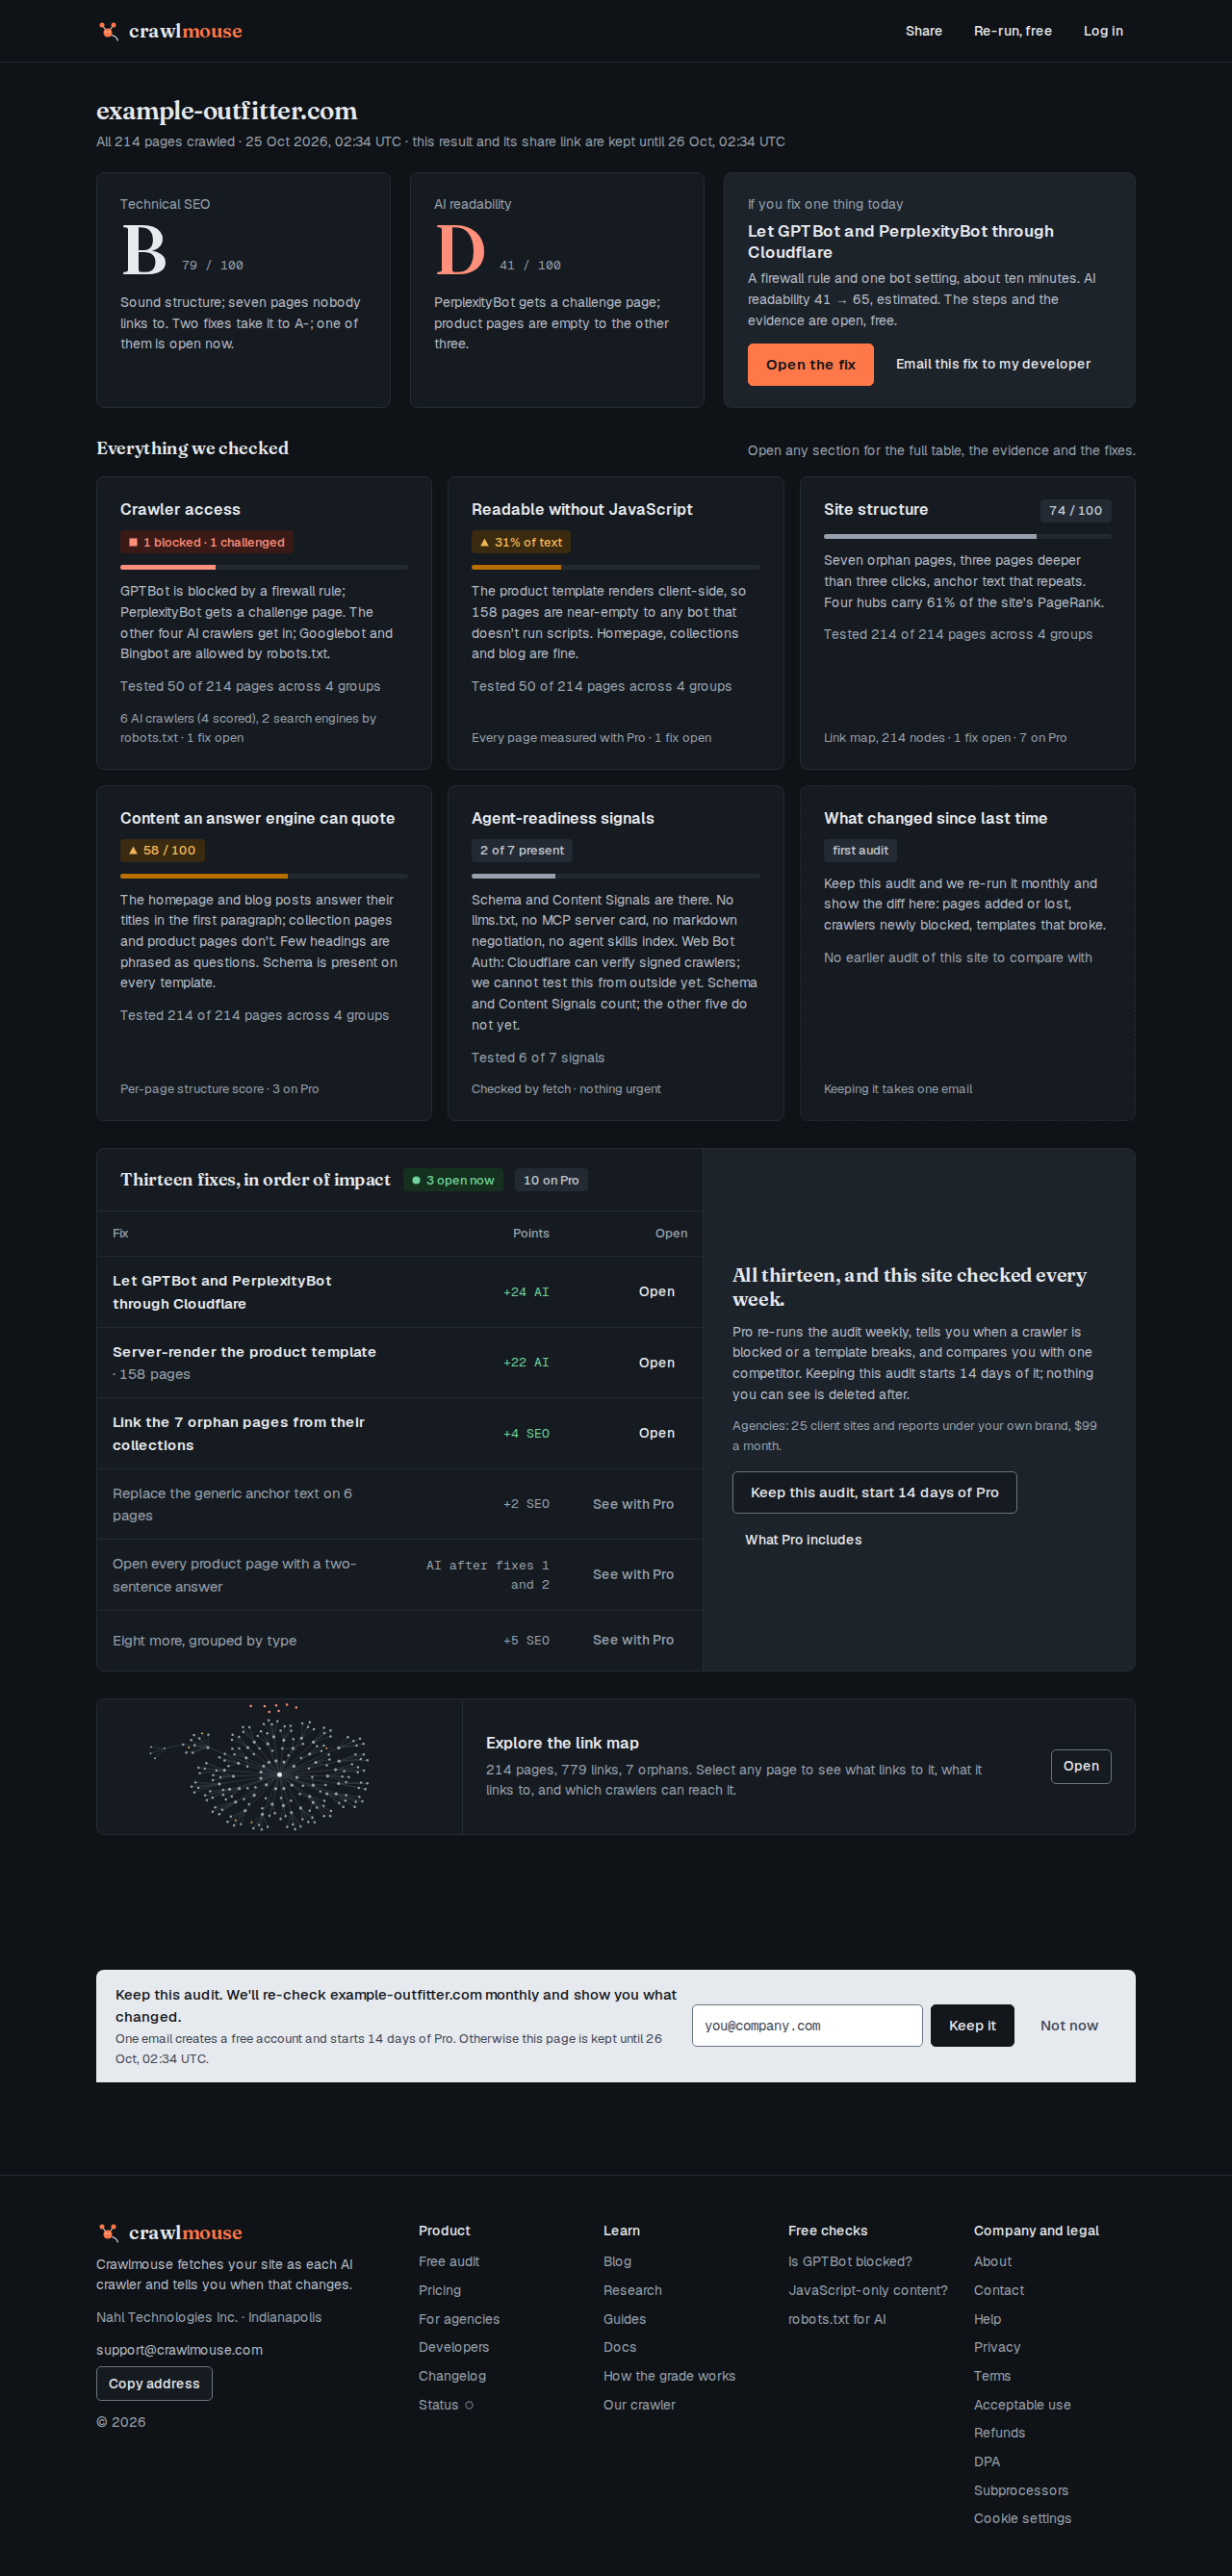 crawlmouse
Share Re-run, free Log in
example-outfitter.com
All 214 pages crawled · 25 Oct 2026, 02:34 UTC · this result and its share link are kept until 26 Oct, 02:34 UTC
Technical SEO
B 79 / 100
Sound structure; seven pages nobody
links to. Two fixes take it to A-; one of
them is open now.
AI readability
D 41 / 100
PerplexityBot gets a challenge page;
product pages are empty to the other
three.
If you fix one thing today
Let GPTBot and PerplexityBot through
Cloudflare
A firewall rule and one bot setting, about ten minutes. AI
readability 41 → 65, estimated. The steps and the
evidence are open, free.
Open the fix Email this fix to my developer
Everything we checked
Open any section for the full table, the evidence and the fixes.
Crawler access
1 blocked · 1 challenged
GPTBot is blocked by a firewall rule;
PerplexityBot gets a challenge page. The
other four AI crawlers get in; Googlebot and
Bingbot are allowed by robots.txt.
Tested 50 of 214 pages across 4 groups
6 AI crawlers (4 scored), 2 search engines by
robots.txt · 1 fix open
Readable without JavaScript
31% of text
The product template renders client-side, so
158 pages are near-empty to any bot that
doesn't run scripts. Homepage, collections
and blog are fine.
Tested 50 of 214 pages across 4 groups
Every page measured with Pro · 1 fix open
Site structure 74 / 100
Seven orphan pages, three pages deeper
than three clicks, anchor text that repeats.
Four hubs carry 61% of the site's PageRank.
Tested 214 of 214 pages across 4 groups
Link map, 214 nodes · 1 fix open · 7 on Pro
Content an answer engine can quote
58 / 100
The homepage and blog posts answer their
titles in the first paragraph; collection pages
and product pages don't. Few headings are
phrased as questions. Schema is present on
every template.
Tested 214 of 214 pages across 4 groups
Per-page structure score · 3 on Pro
Agent-readiness signals
2 of 7 present
Schema and Content Signals are there. No
llms.txt, no MCP server card, no markdown
negotiation, no agent skills index. Web Bot
Auth: Cloudflare can verify signed crawlers;
we cannot test this from outside yet. Schema
and Content Signals count; the other five do
not yet.
Tested 6 of 7 signals
Checked by fetch · nothing urgent
What changed since last time
first audit
Keep this audit and we re-run it monthly and
show the diff here: pages added or lost,
crawlers newly blocked, templates that broke.
No earlier audit of this site to compare with
Keeping it takes one email
Thirteen fixes, in order of impact 3 open now 10 on Pro
Fix Points Open
Let GPTBot and PerplexityBot
through Cloudflare
+24 AI Open
Server-render the product template
· 158 pages
+22 AI Open
Link the 7 orphan pages from their
collections
+4 SEO Open
Replace the generic anchor text on 6
pages
+2 SEO See with Pro
Open every product page with a two-
sentence answer
AI after fixes 1
and 2
See with Pro
Eight more, grouped by type +5 SEO See with Pro
All thirteen, and this site checked every
week.
Pro re-runs the audit weekly, tells you when a crawler is
blocked or a template breaks, and compares you with one
competitor. Keeping this audit starts 14 days of it; nothing
you can see is deleted after.
Agencies: 25 client sites and reports under your own brand, $99
a month.
Keep this audit, start 14 days of Pro
What Pro includes
Explore the link map
214 pages, 779 links, 7 orphans. Select any page to see what links to it, what it
links to, and which crawlers can reach it.
Open
Keep this audit. We'll re-check example-outfitter.com monthly and show you what
changed.
One email creates a free account and starts 14 days of Pro. Otherwise this page is kept until 26
Oct, 02:34 UTC.
you@company.com Keep it Not now
crawlmouse
Crawlmouse fetches your site as each AI
crawler and tells you when that changes.
Nahl Technologies Inc. · Indianapolis
support@crawlmouse.com
Copy address
© 2026
Product
Free audit
Pricing
For agencies
Developers
Changelog
Status
Learn
Blog
Research
Guides
Docs
How the grade works
Our crawler
Free checks
Is GPTBot blocked?
JavaScript-only content?
robots.txt for AI
Company and legal
About
Contact
Help
Privacy
Terms
Acceptable use
Refunds
DPA
Subprocessors
Cookie settings